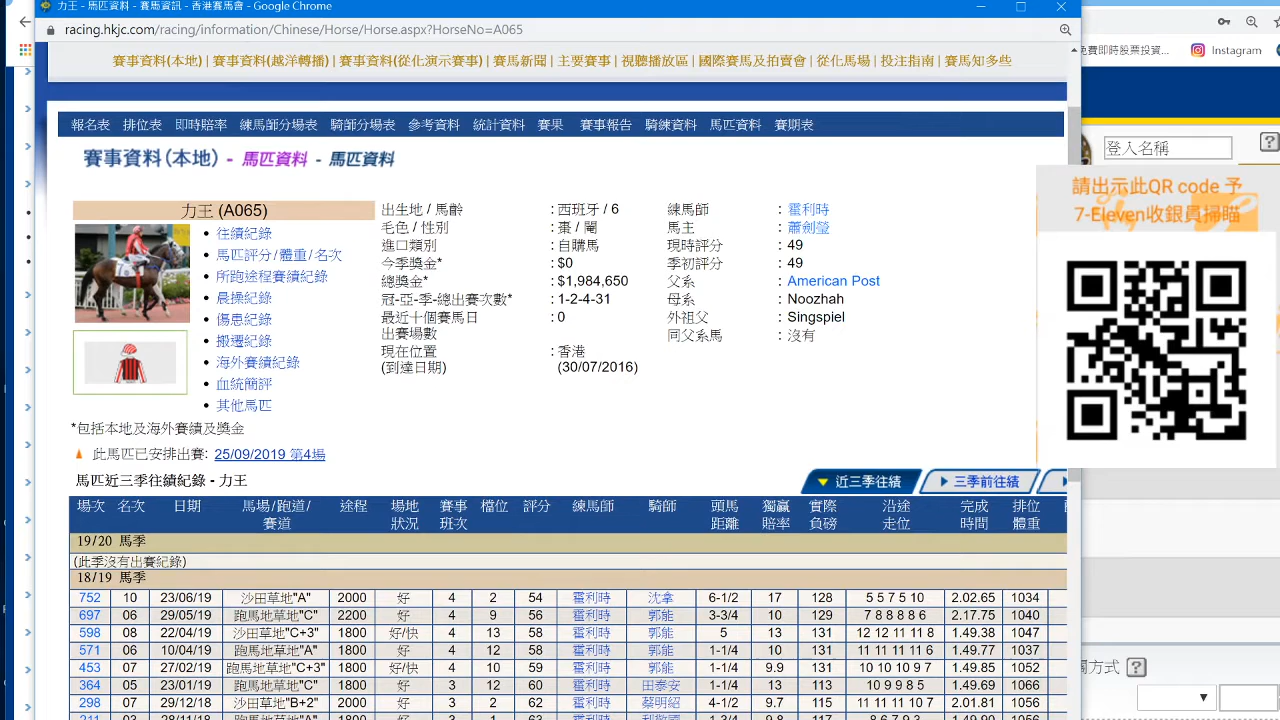 力王 - 馬匹資料 - 賽馬資訊 - 香港賽馬會 - Google Chrome
racing.hkjc.com/racing/information/Chinese/Horse/Horse.aspx?HorseNo=A065
賽事資料(本地) | 賽事資料(越洋轉播) | 賽事資料(從化演示賽事) | 賽馬新聞 | 主要賽事 | 視聽播放區 | 國際賽馬及拍賣會 | 從化馬場 | 投注指南 | 賽馬知多些
Instagram
報名表 排位表 即時賠率 練馬師分場表 騎師分場表 參考資料 統計資料 賽果 賽事報告 騎練資料 馬匹資料 賽期表
登入名稱
賽事資料(本地) - 馬匹資料 - 馬匹資料
請出示此QR code 予
7-Eleven收銀員掃瞄
力王 (A065)
往績紀錄
馬匹評分/體重/名次
所跑途程賽績紀錄
晨操紀錄
傷患紀錄
搬遷紀錄
海外賽績紀錄
血統簡評
其他馬匹
出生地 / 馬齡 : 西班牙 / 6 練馬師 : 霍利時
毛色 / 性別 : 棗 / 閹 馬主 : 蕭劍瑩
進口類別 : 自購馬 現時評分 : 49
今季獎金* : $0 季初評分 : 49
總獎金* : $1,984,650 父系 : American Post
冠-亞-季-總出賽次數* : 1-2-4-31 母系 : Noozhah
最近十個賽馬日 : 0 外祖父 : Singspiel
出賽場數 同父系馬 : 沒有
現在位置 : 香港
(到達日期) (30/07/2016)
*包括本地及海外賽績及獎金
此馬匹已安排出賽: 25/09/2019 第4場
馬匹近三季往績紀錄 - 力王 近三季往績 三季前往績
場次 名次 日期 馬場/跑道/賽道 途程 場地狀況 賽事班次 檔位 評分 練馬師 騎師 頭馬距離 獨贏賠率 實際負磅 沿途走位 完成時間 排位體重
19/20 馬季
(此季沒有出賽紀錄)
18/19 馬季
752 10 23/06/19 沙田草地"A" 2000 好 4 2 54 霍利時 沈拿 6-1/2 17 128 5 5 7 5 10 2.02.65 1034
697 06 29/05/19 跑馬地草地"C" 2200 好 4 9 56 霍利時 郭能 3-3/4 10 129 7 8 8 8 8 6 2.17.75 1040
598 08 22/04/19 沙田草地"C+3" 1800 好/快 4 13 58 霍利時 郭能 5 13 131 12 12 11 11 8 1.49.38 1047
571 06 10/04/19 跑馬地草地"A" 1800 好 4 12 58 霍利時 郭能 1-1/4 10 131 11 11 11 11 6 1.49.77 1037
453 07 27/02/19 跑馬地草地"C+3" 1800 好/快 4 10 59 霍利時 郭能 1-1/4 9.9 131 10 10 10 9 7 1.49.85 1052
364 05 23/01/19 跑馬地草地"C" 1800 好 3 12 60 霍利時 田泰安 1-1/4 13 113 10 9 9 8 5 1.49.69 1066
298 07 29/12/18 沙田草地"B+2" 2000 好 3 2 62 霍利時 蔡明紹 4-1/2 9.7 115 11 11 11 10 7 2.01.81 1056